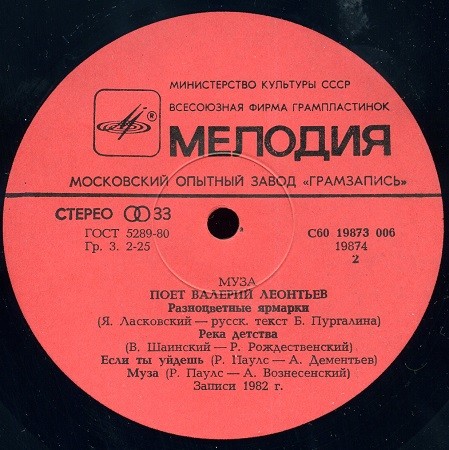 МИНИСТЕРСТВО КУЛЬТУРЫ СССР
ВСЕСОЮЗНАЯ ФИРМА ГРАМПЛАСТИНОК
® МЕЛОДИЯ
МОСКОВСКИЙ ОПЫТНЫЙ ЗАВОД «ГРАМЗАПИСЬ»
СТЕРЕО 33
ГОСТ 5289-80
Гр. 3. 2-25
С60 19873 006
19874
2
МУЗА
ПОЕТ ВАЛЕРИЙ ЛЕОНТЬЕВ
Разноцветные ярмарки
(Я. Ласковский — русск. текст Б. Пургалина)
Река детства
(В. Шаинский — Р. Рождественский)
Если ты уйдешь (Р. Паулс — А. Дементьев)
Муза (Р. Паулс — А. Вознесенский)
Записи 1982 г.